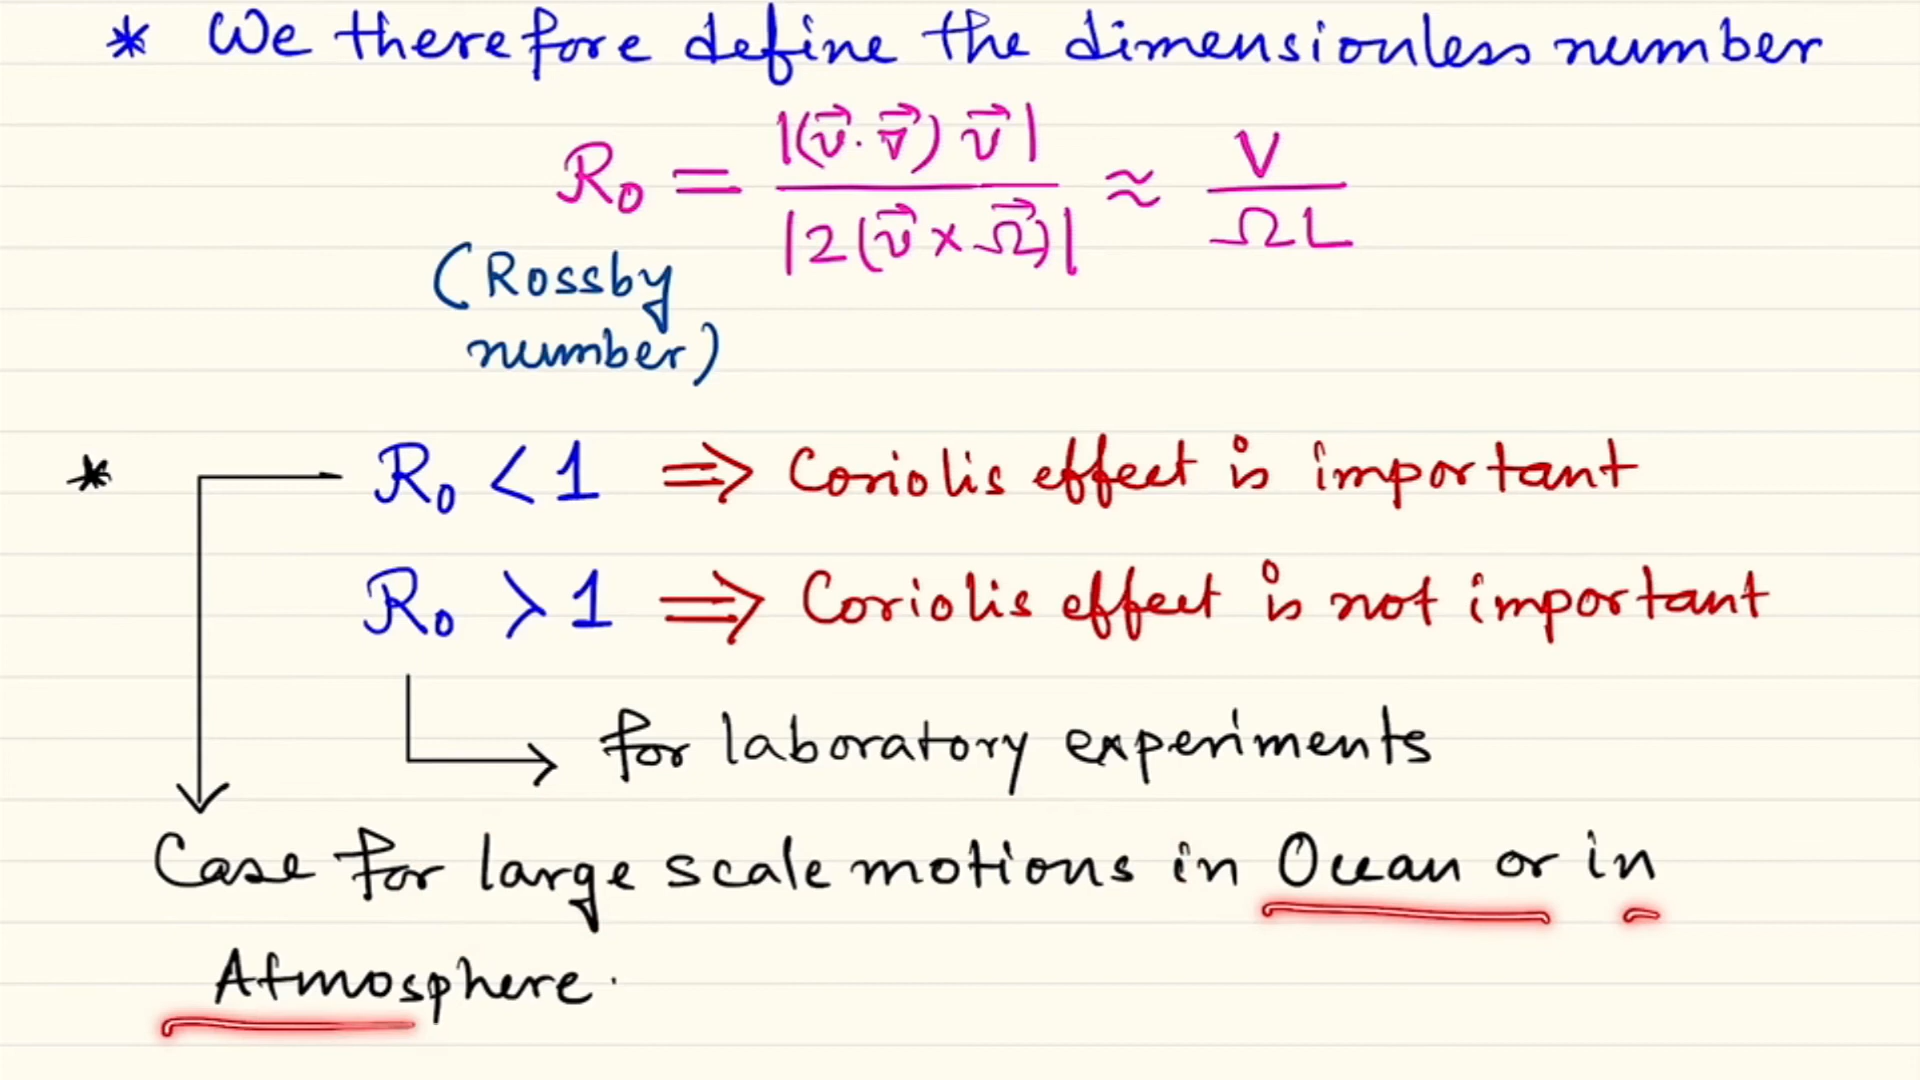 * We therefore define the dimensionless number
R₀ = |(v⃗·∇⃗) v⃗| / |2(v⃗×Ω⃗)| ≈ V / ΩL
(Rossby
number)
* R₀ < 1 ⇒ Coriolis effect is important
R₀ > 1 ⇒ Coriolis effect is not important
→ for laboratory experiments
Case for large scale motions in Ocean or in
Atmosphere.